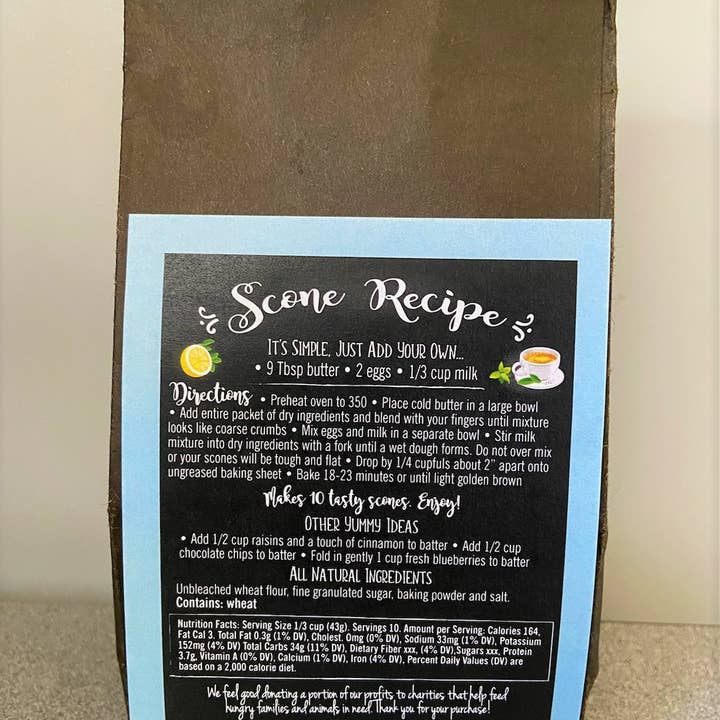 Scone Recipe
It's Simple, Just Add Your Own...
• 9 Tbsp butter • 2 eggs • 1/3 cup milk
Directions • Preheat oven to 350 • Place cold butter in a large bowl
• Add entire packet of dry ingredients and blend with your fingers until mixture
looks like coarse crumbs • Mix eggs and milk in a separate bowl • Stir milk
mixture into dry ingredients with a fork until a wet dough forms. Do not over mix
or your scones will be tough and flat • Drop by 1/4 cupfuls about 2" apart onto
ungreased baking sheet • Bake 18-23 minutes or until light golden brown
Makes 10 tasty scones. Enjoy!
Other Yummy Ideas
• Add 1/2 cup raisins and a touch of cinnamon to batter • Add 1/2 cup
chocolate chips to batter • Fold in gently 1 cup fresh blueberries to batter
All Natural Ingredients
Unbleached wheat flour, fine granulated sugar, baking powder and salt.
Contains: wheat
Nutrition Facts: Serving Size 1/3 cup (43g). Servings 10. Amount per Serving: Calories 164,
Fat Cal 3. Total Fat 0.3g (1% DV), Cholest. 0mg (0% DV), Sodium 33mg (1% DV), Potassium
152mg (4% DV) Total Carbs 34g (11% DV), Dietary Fiber xxx, (4% DV),Sugars xxx, Protein
3.7g, Vitamin A (0% DV), Calcium (1% DV), Iron (4% DV), Percent Daily Values (DV) are
based on a 2,000 calorie diet.
We feel good donating a portion of our profits to charities that help feed
hungry families and animals in need. Thank you for your purchase!